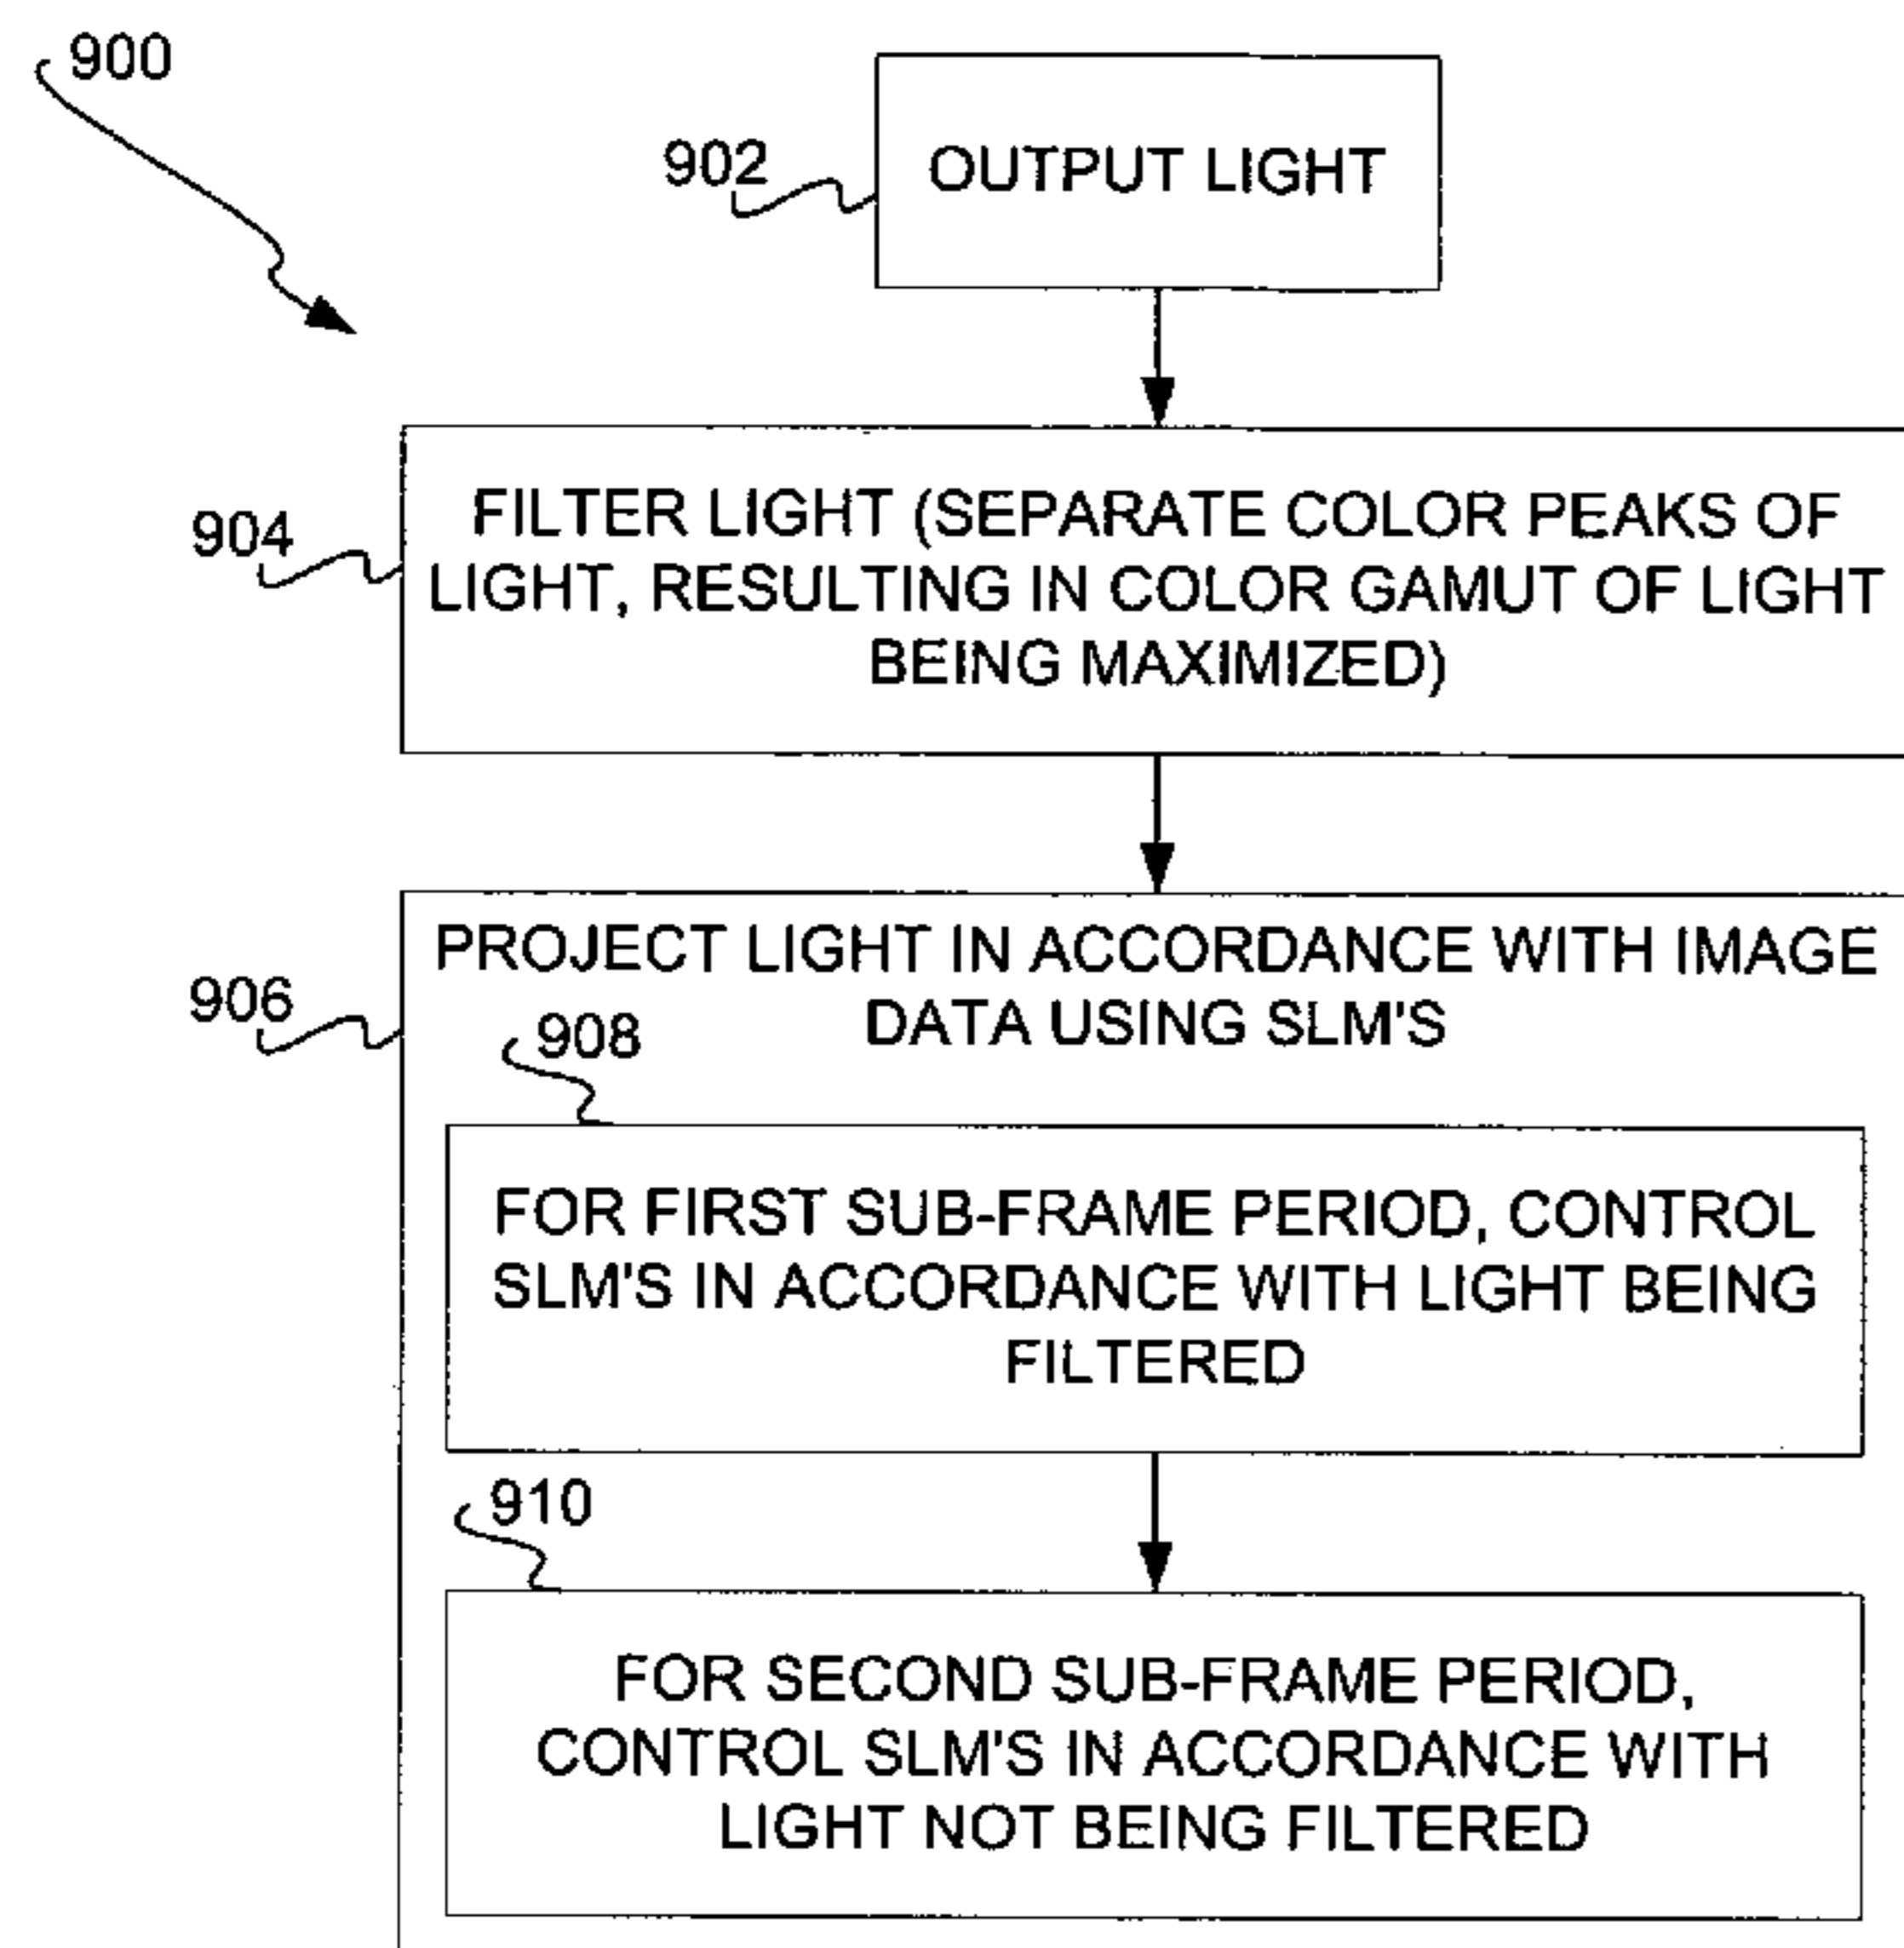 900
902
OUTPUT LIGHT
904
FILTER LIGHT (SEPARATE COLOR PEAKS OF
LIGHT, RESULTING IN COLOR GAMUT OF LIGHT
BEING MAXIMIZED)
906
PROJECT LIGHT IN ACCORDANCE WITH IMAGE
DATA USING SLM'S
908
FOR FIRST SUB-FRAME PERIOD, CONTROL
SLM'S IN ACCORDANCE WITH LIGHT BEING
FILTERED
910
FOR SECOND SUB-FRAME PERIOD,
CONTROL SLM'S IN ACCORDANCE WITH
LIGHT NOT BEING FILTERED